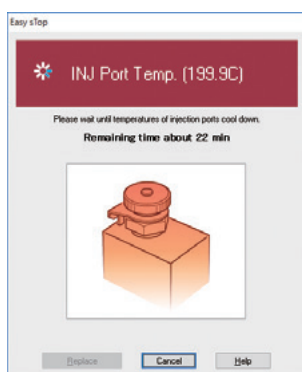 Easy sTop
INJ Port Temp. (199.9C)
Please wait until temperatures of injection ports cool down.
Remaining time about 22 min
Replace
Cancel
Help